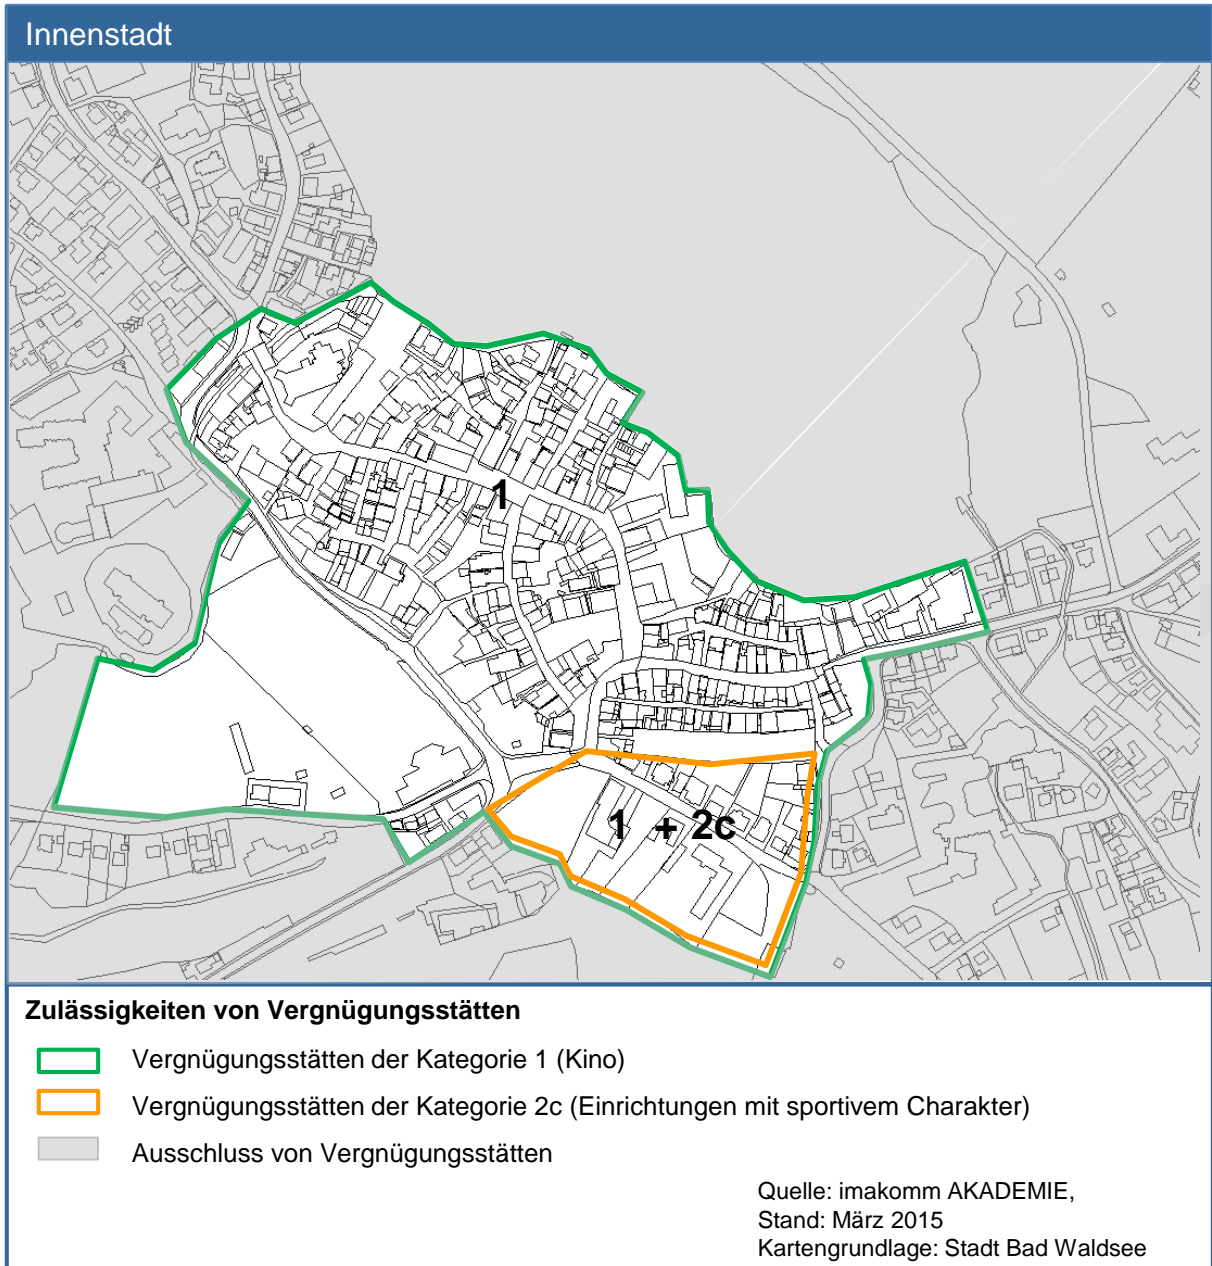 Innenstadt
1
1 + 2c
Zulässigkeiten von Vergnügungsstätten
Vergnügungsstätten der Kategorie 1 (Kino)
Vergnügungsstätten der Kategorie 2c (Einrichtungen mit sportivem Charakter)
Ausschluss von Vergnügungsstätten
Quelle: imakomm AKADEMIE,
Stand: März 2015
Kartengrundlage: Stadt Bad Waldsee